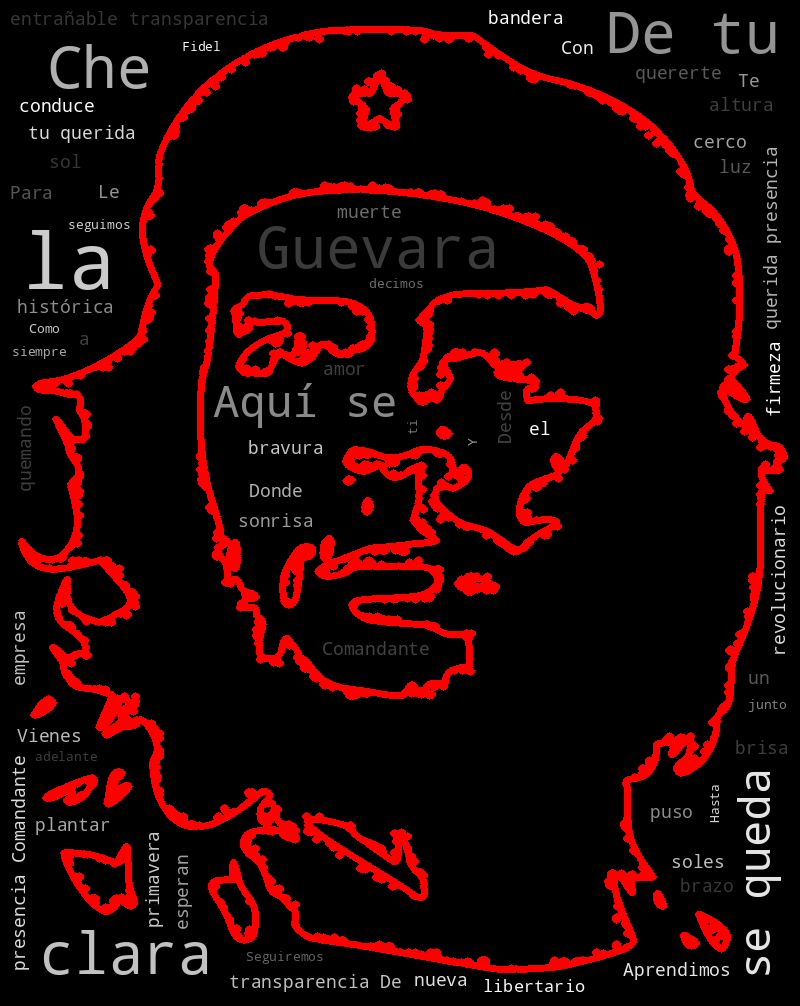 entrañable transparencia
bandera
De tu
Che
Fidel
Con
quererte
Te
conduce
altura
tu querida
cerco
sol
luz
Para
Le
querida presencia
muerte
seguimos
la
Guevara
decimos
histórica
Como
a
siempre
firmeza
amor
Aquí se
quemando
ti
Y
Desde
el
bravura
Donde
sonrisa
revolucionario
empresa
Comandante
un
junto
Vienes
adelante
brisa
presencia Comandante
se queda
Hasta
puso
plantar
primavera
esperan
soles
brazo
clara
Seguiremos
Aprendimos
transparencia De
nueva
libertario